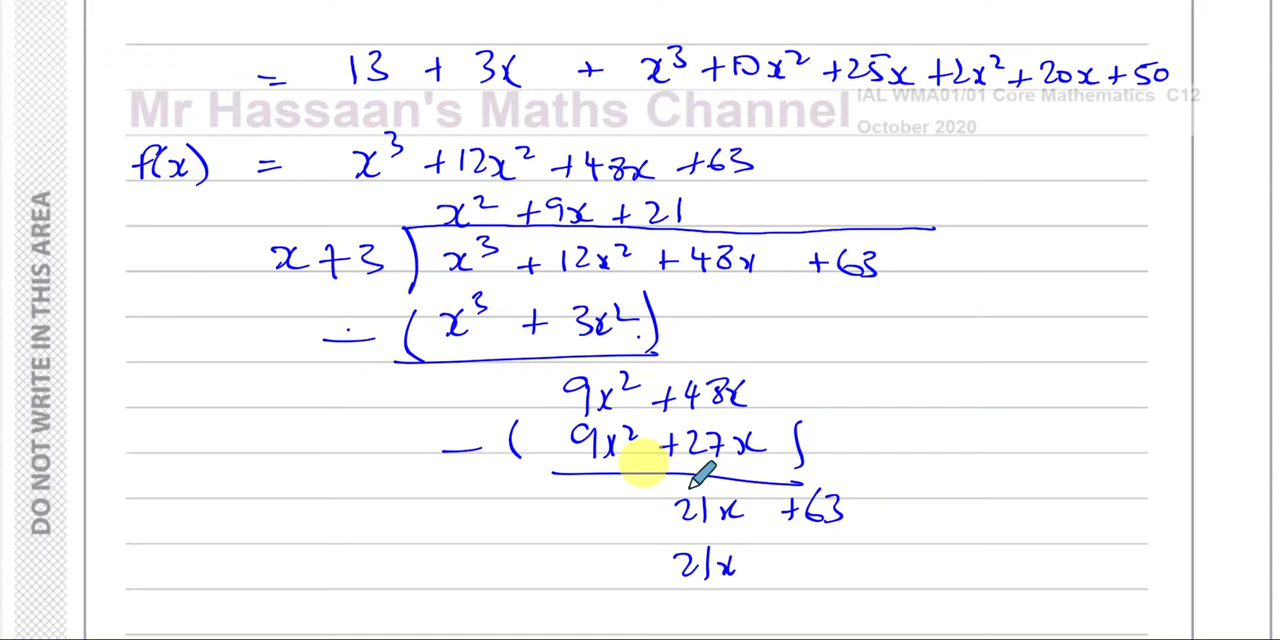 = 13 + 3x + x³ + 10x² + 25x + 2x² + 20x + 50
Mr Hassaan's Maths Channel
IAL WMA01/01 Core Mathematics C12
October 2020
f(x) = x³ + 12x² + 48x + 63
x² + 9x + 21
x + 3 ) x³ + 12x² + 48x + 63
- ( x³ + 3x² )
9x² + 48x
- ( 9x² + 27x )
21x + 63
21x
DO NOT WRITE IN THIS AREA